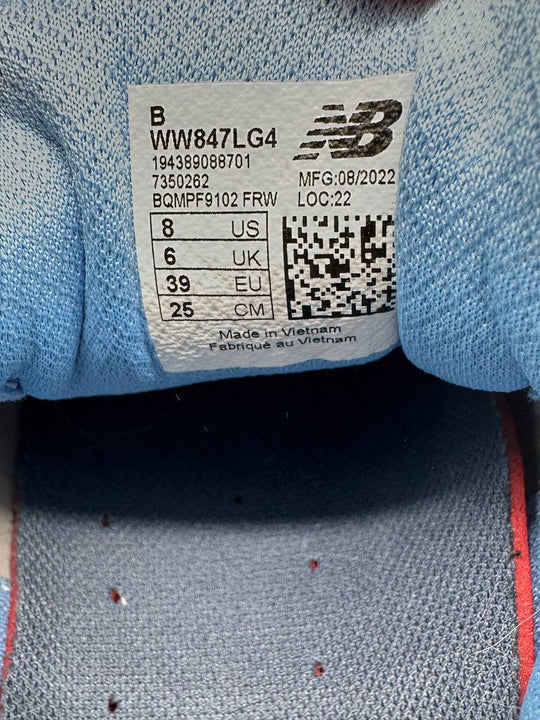 B
WW847LG4
194389088701
7350262
BQMPF9102 FRW
NB
MFG:08/2022
LOC:22
8 US
6 UK
39 EU
25 CM
Made in Vietnam
Fabriqué au Vietnam